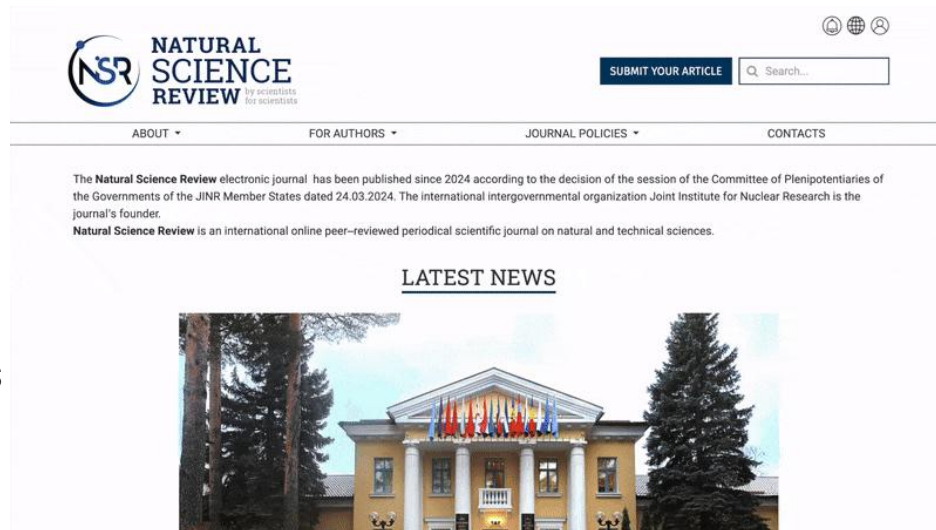 NSR
NATURAL
SCIENCE
REVIEW
by scientists
for scientists
SUBMIT YOUR ARTICLE
Search...
ABOUT
FOR AUTHORS
JOURNAL POLICIES
CONTACTS
The Natural Science Review electronic journal has been published since 2024 according to the decision of the session of the Committee of Plenipotentiaries of
the Governments of the JINR Member States dated 24.03.2024. The international intergovernmental organization Joint Institute for Nuclear Research is the
journal's founder.
Natural Science Review is an international online peer–reviewed periodical scientific journal on natural and technical sciences.
LATEST NEWS